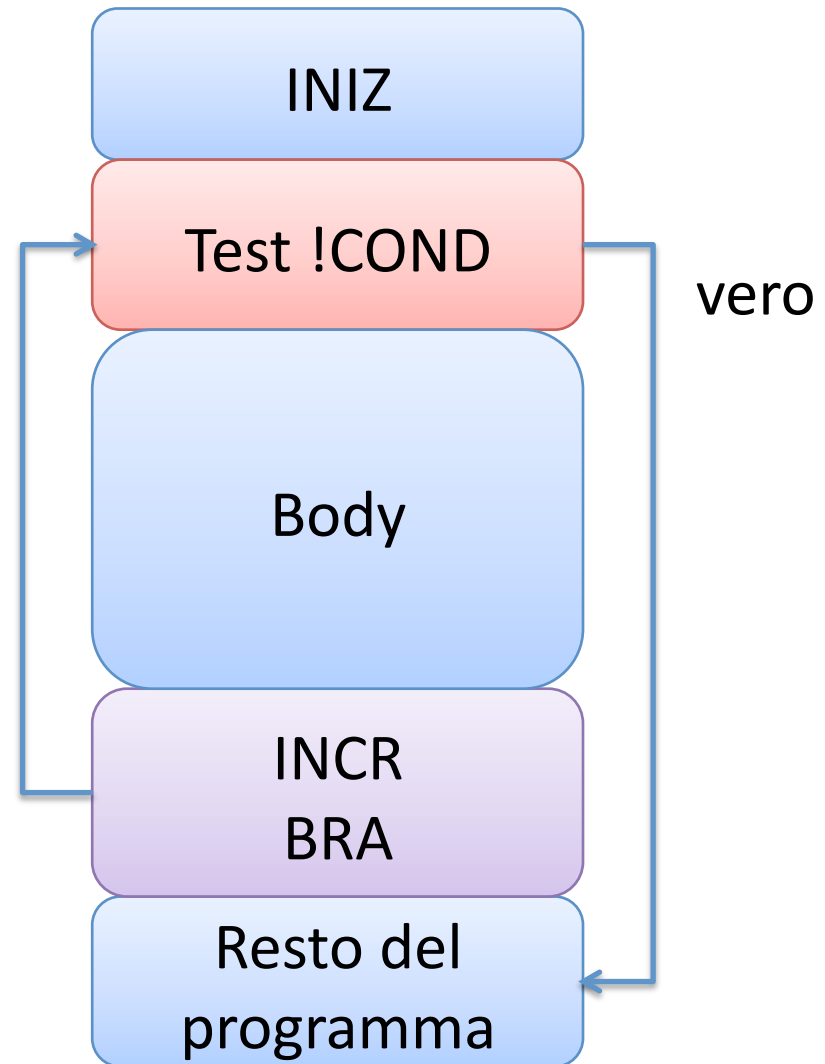 INIZ
Test !COND
vero
Body
INCR
BRA
Resto del
programma